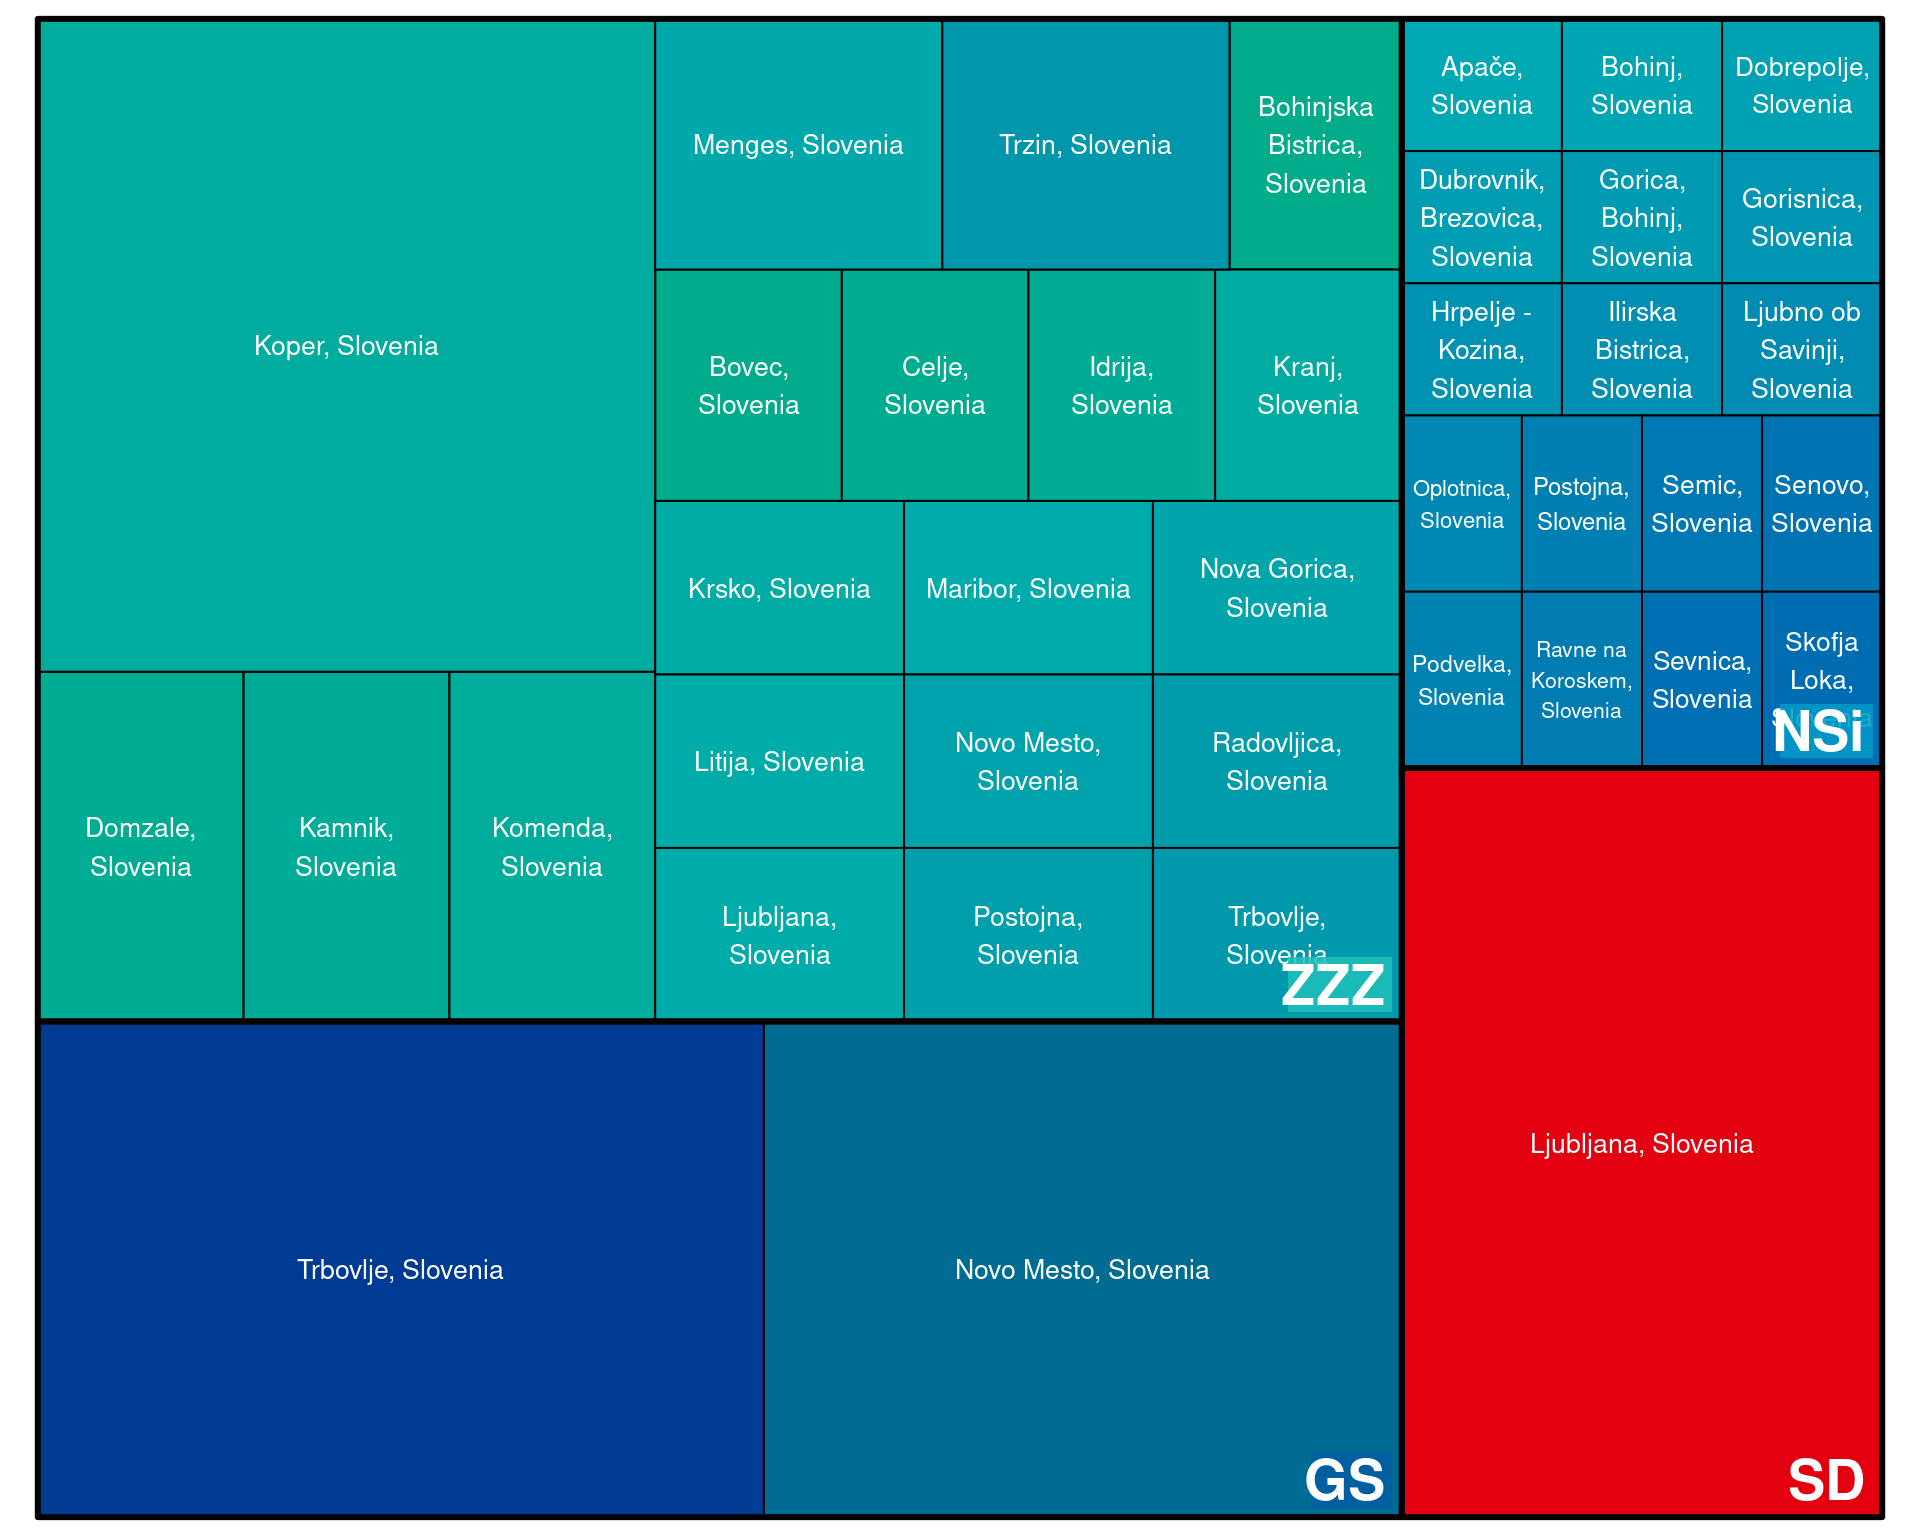 Koper, Slovenia
Menges, Slovenia
Trzin, Slovenia
Bohinjska
Bistrica,
Slovenia
Bovec,
Slovenia
Celje,
Slovenia
Idrija,
Slovenia
Kranj,
Slovenia
Krsko, Slovenia
Maribor, Slovenia
Nova Gorica,
Slovenia
Litija, Slovenia
Novo Mesto,
Slovenia
Radovljica,
Slovenia
Domzale,
Slovenia
Kamnik,
Slovenia
Komenda,
Slovenia
Ljubljana,
Slovenia
Postojna,
Slovenia
Trbovlje,
Slovenia
ZZZ
Trbovlje, Slovenia
Novo Mesto, Slovenia
GS
Apače,
Slovenia
Bohinj,
Slovenia
Dobrepolje,
Slovenia
Dubrovnik,
Brezovica,
Slovenia
Gorica,
Bohinj,
Slovenia
Gorisnica,
Slovenia
Hrpelje -
Kozina,
Slovenia
Ilirska
Bistrica,
Slovenia
Ljubno ob
Savinji,
Slovenia
Oplotnica,
Slovenia
Postojna,
Slovenia
Semic,
Slovenia
Senovo,
Slovenia
Podvelka,
Slovenia
Ravne na
Koroskem,
Slovenia
Sevnica,
Slovenia
Skofja
Loka,
NSi
Ljubljana, Slovenia
SD